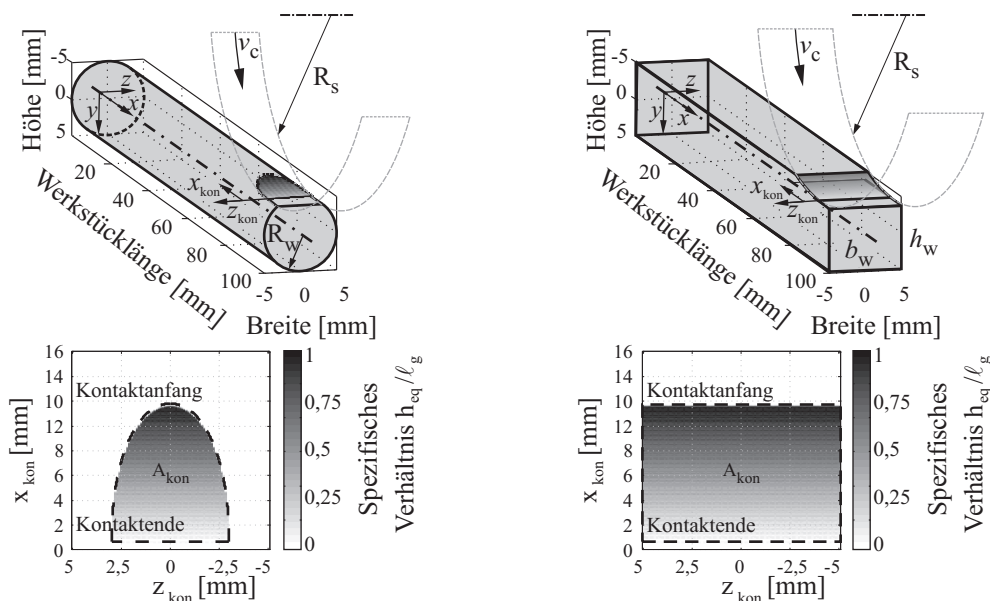 v_c
R_s
Höhe [mm]
-5
0
5
z
x
y
20
40
60
80
100
Werkstücklänge [mm]
x_kon
z_kon
R_w
-5
0
5
Breite [mm]
v_c
R_s
Höhe [mm]
-5
0
5
z
x
y
20
40
60
80
100
Werkstücklänge [mm]
x_kon
z_kon
b_w
h_w
-5
0
5
Breite [mm]
16
14
12
10
8
6
4
2
0
x_kon [mm]
Kontaktanfang
A_kon
Kontaktende
5
2,5
0
-2,5
-5
z_kon [mm]
1
0,75
0,5
0,25
0
Spezifisches
Verhältnis h_eq/ℓ_g
16
14
12
10
8
6
4
2
0
x_kon [mm]
Kontaktanfang
A_kon
Kontaktende
5
2,5
0
-2,5
-5
z_kon [mm]
1
0,75
0,5
0,25
0
Spezifisches
Verhältnis h_eq/ℓ_g